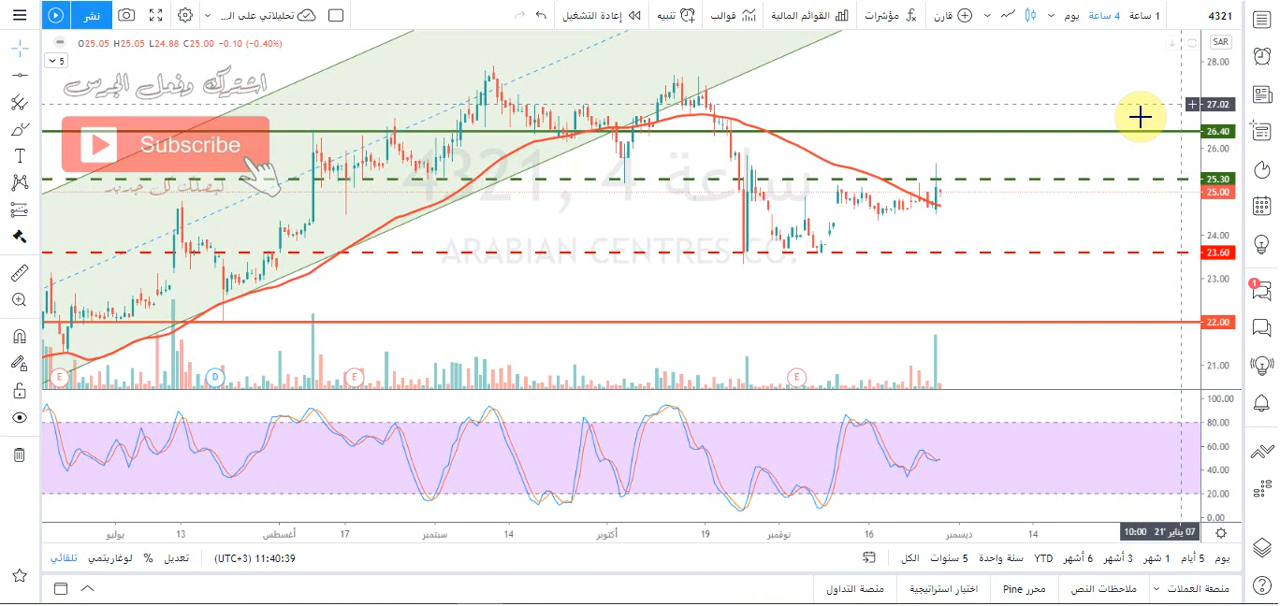 نشر
تحليلاتي على الـ...
إعادة التشغيل
تنبيه
قوالب
القوائم المالية
مؤشرات
قارن
يوم
4 ساعة
1 ساعة
4321
O25.05 H25.05 L24.88 C25.00 -0.10 (-0.40%)
5
SAR
اشترك وفعل الجرس
Subscribe
ليصلك كل جديد
4321, 4 ساعة
ARABIAN CENTRES CO.
28.00
27.02
26.40
26.00
25.30
25.00
24.00
23.60
23.00
22.00
21.00
E
D
E
E
100.00
80.00
60.00
40.00
20.00
0.00
يوليو
13
أغسطس
17
سبتمبر
14
أكتوبر
19
نوفمبر
16
ديسمبر
14
07 يناير '21 10:00
1
تلقائي
لوغاريتمي
%
تعديل
11:40:39 (UTC+3)
الكل
5 سنوات
سنة واحدة
YTD
6 أشهر
3 أشهر
1 شهر
5 أيام
يوم
منصة التداول
اختبار استراتيجية
محرر Pine
ملاحظات النص
منصة العملات